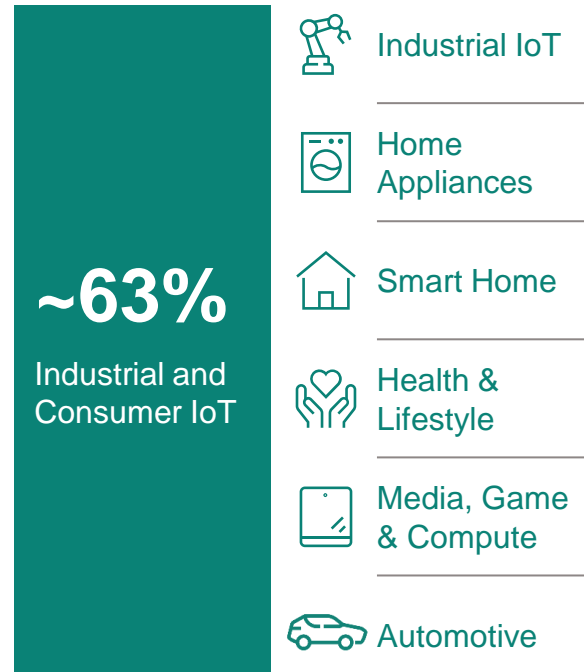 ~63%
Industrial and
Consumer IoT
Industrial IoT
Home
Appliances
Smart Home
Health &
Lifestyle
Media, Game
& Compute
Automotive